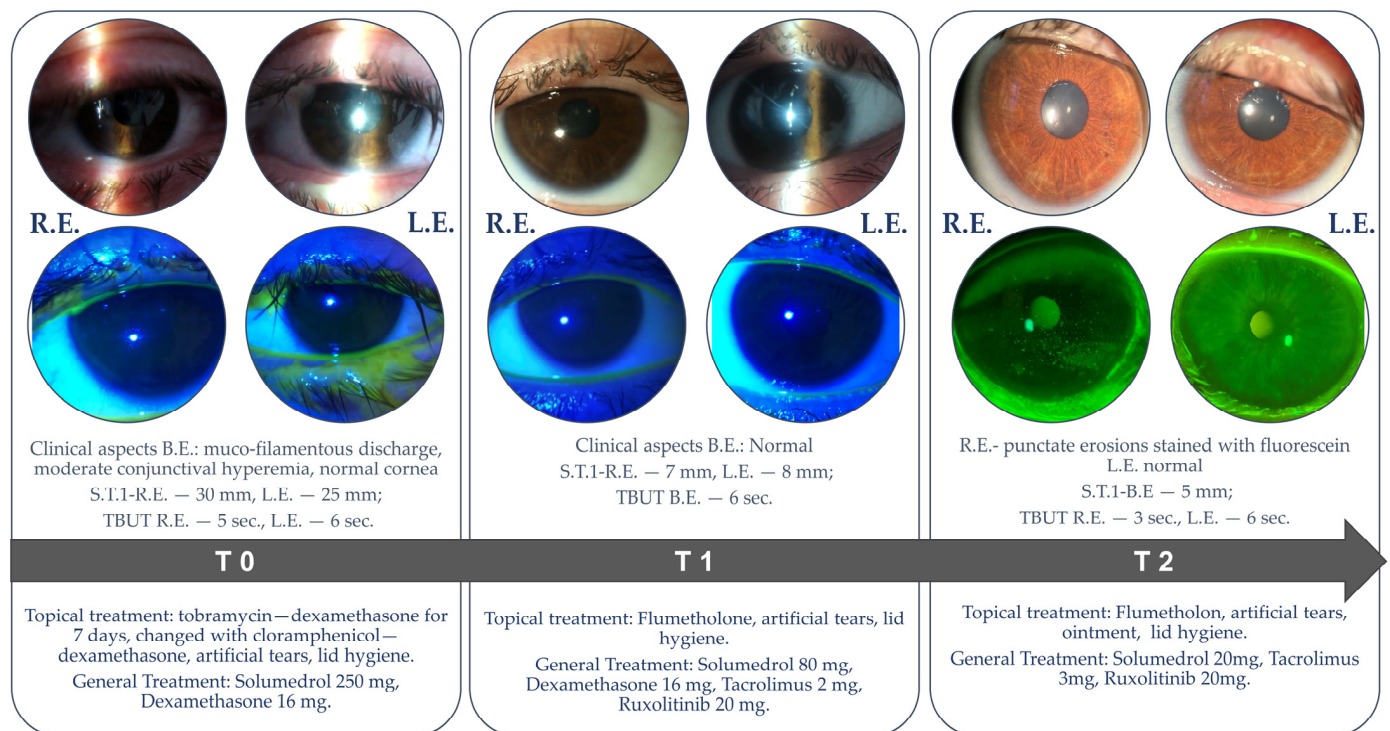 R.E.
L.E.
R.E.
L.E.
R.E.
L.E.
Clinical aspects B.E.: muco-filamentous discharge,
moderate conjunctival hyperemia, normal cornea
S.T.1-R.E. — 30 mm, L.E. — 25 mm;
TBUT R.E. — 5 sec., L.E. — 6 sec.
Clinical aspects B.E.: Normal
S.T.1-R.E. — 7 mm, L.E. — 8 mm;
TBUT B.E. — 6 sec.
R.E.- punctate erosions stained with fluorescein
L.E. normal
S.T.1-B.E — 5 mm;
TBUT R.E. — 3 sec., L.E. — 6 sec.
T 0
T 1
T 2
Topical treatment: tobramycin—dexamethasone for
7 days, changed with cloramphenicol—
dexamethasone, artificial tears, lid hygiene.
General Treatment: Solumedrol 250 mg,
Dexamethasone 16 mg.
Topical treatment: Flumetholone, artificial tears, lid
hygiene.
General Treatment: Solumedrol 80 mg,
Dexamethasone 16 mg, Tacrolimus 2 mg,
Ruxolitinib 20 mg.
Topical treatment: Flumetholon, artificial tears,
ointment, lid hygiene.
General Treatment: Solumedrol 20mg, Tacrolimus
3mg, Ruxolitinib 20mg.